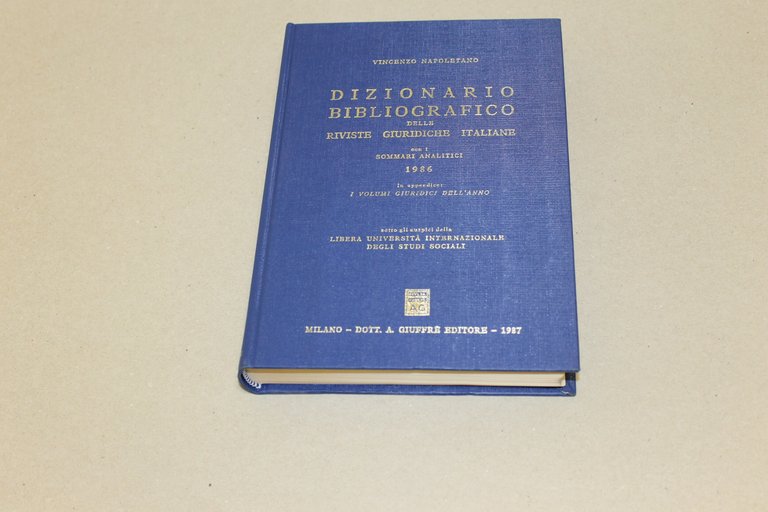 VINCENZO NAPOLETANO
DIZIONARIO
BIBLIOGRAFICO
DELLE
RIVISTE GIURIDICHE ITALIANE
con i
SOMMARI ANALITICI
1986
In appendice:
I VOLUMI GIURIDICI DELL'ANNO
sotto gli auspici della
LIBERA UNIVERSITÀ INTERNAZIONALE
DEGLI STUDI SOCIALI
AG
MILANO - DOTT. A. GIUFFRÈ EDITORE - 1987